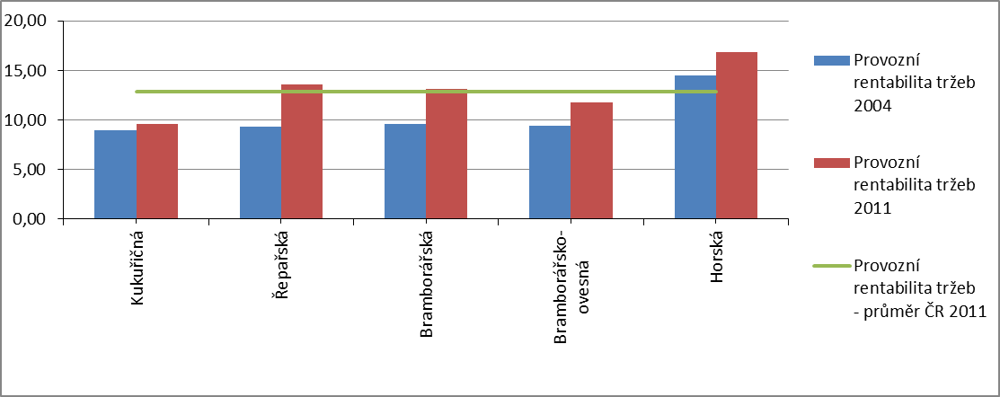 20,00
15,00
10,00
5,00
0,00
Kukuřičná
Řepařská
Bramborářská
Bramborářsko-
ovesná
Horská
Provozní
rentabilita tržeb
2004
Provozní
rentabilita tržeb
2011
Provozní
rentabilita tržeb
- průměr ČR 2011